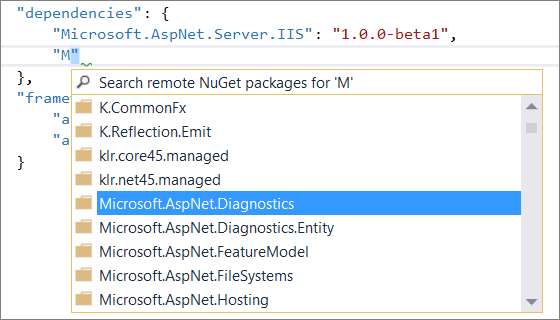 "dependencies": {
"Microsoft.AspNet.Server.IIS": "1.0.0-beta1",
"M"
},
Search remote NuGet packages for 'M'
"frame
K.CommonFx
"a
K.Reflection.Emit
"a
klr.core45.managed
}
klr.net45.managed
Microsoft.AspNet.Diagnostics
Microsoft.AspNet.Diagnostics.Entity
Microsoft.AspNet.FeatureModel
Microsoft.AspNet.FileSystems
Microsoft.AspNet.Hosting